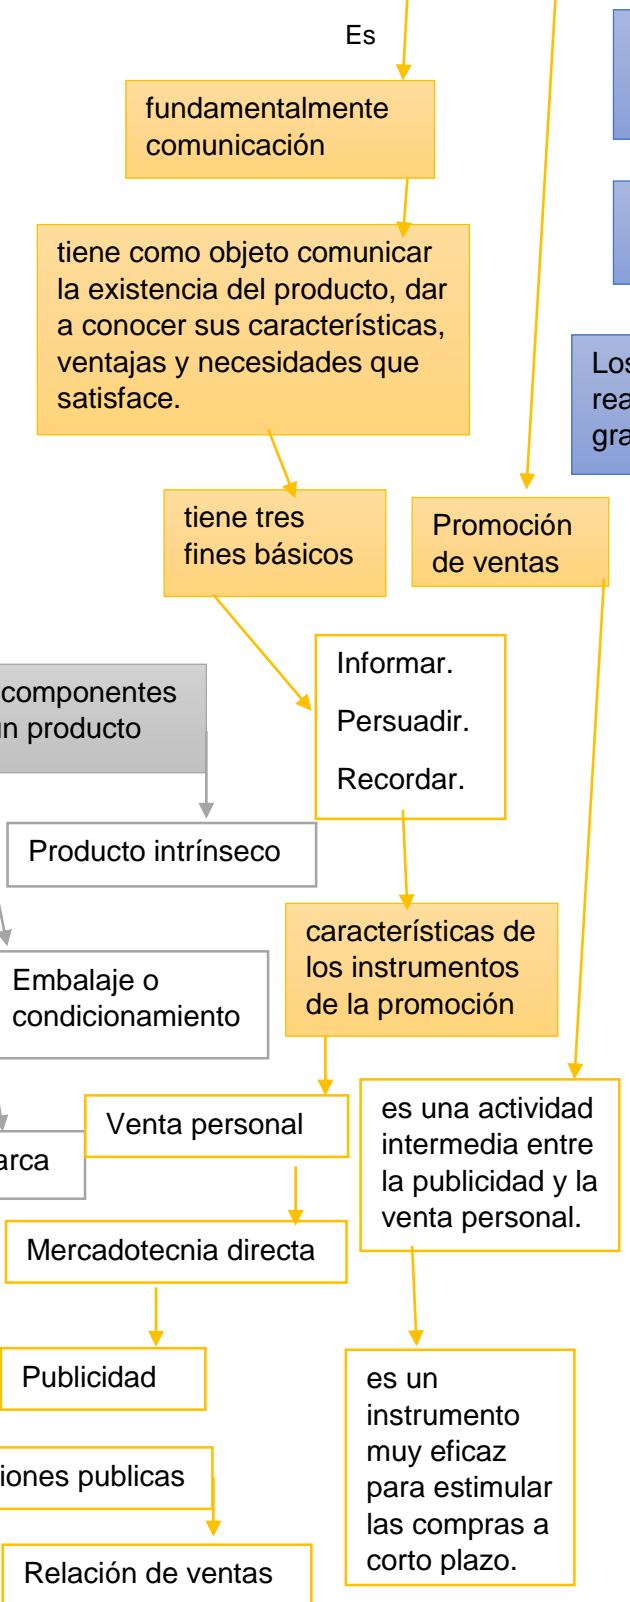 Es
fundamentalmente
comunicación
tiene como objeto comunicar
la existencia del producto, dar
a conocer sus características,
ventajas y necesidades que
satisface.
tiene tres
fines básicos
Promoción
de ventas
Informar.
Persuadir.
Recordar.
componentes
producto
Producto intrínseco
Embalaje o
condicionamiento
características de
los instrumentos
de la promoción
Venta personal
es una actividad
intermedia entre
la publicidad y la
venta personal.
Mercadotecnia directa
Publicidad
es un
instrumento
muy eficaz
para estimular
las compras a
corto plazo.
publicas
Relación de ventas